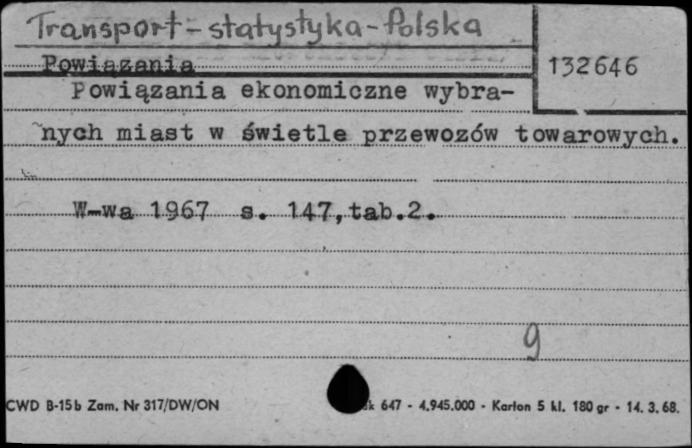 Transport - statystyka - Polska
Powiązania
132646
Powiązania ekonomiczne wybra-
nych miast w świetle przewozów towarowych.
W-wa 1967 s. 147, tab.2.
9
CWD B-15b Zam. Nr 317/DW/ON
647 - 4.945.000 - Karton 5 kl. 180 gr - 14. 3. 68.